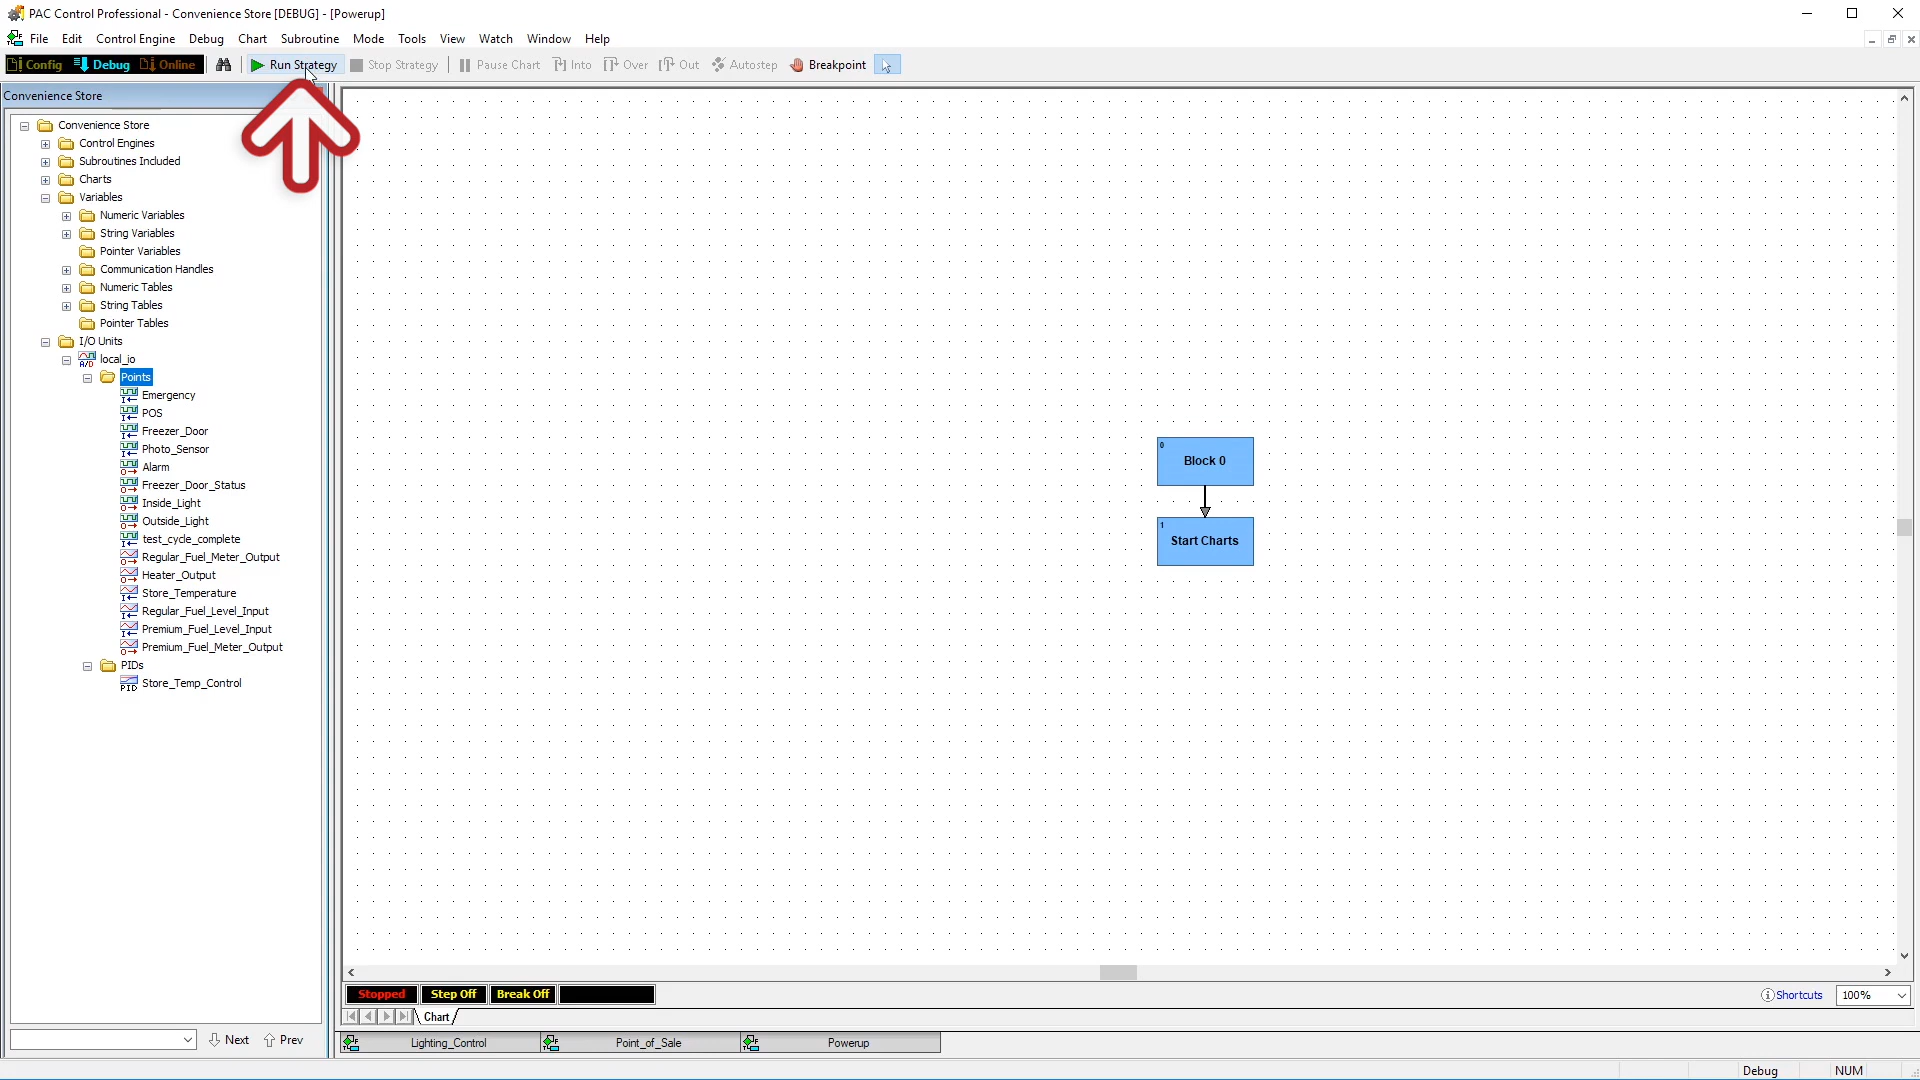 PAC Control Professional - Convenience Store [DEBUG] - [Powerup]
File Edit Control Engine Debug Chart Subroutine Mode Tools View Watch Window Help
Config Debug Online Run Strategy Stop Strategy Pause Chart Into Over Out Autostep Breakpoint
Convenience Store
Convenience Store
Control Engines
Subroutines Included
Charts
Variables
Numeric Variables
String Variables
Pointer Variables
Communication Handles
Numeric Tables
String Tables
Pointer Tables
I/O Units
A/D local_io
Points
Emergency
POS
Freezer_Door
Photo_Sensor
Alarm
Freezer_Door_Status
Inside_Light
Outside_Light
test_cycle_complete
Regular_Fuel_Meter_Output
Heater_Output
Store_Temperature
Regular_Fuel_Level_Input
Premium_Fuel_Level_Input
Premium_Fuel_Meter_Output
PIDs
PID Store_Temp_Control
0
Block 0
1
Start Charts
Stopped Step Off Break Off
Shortcuts 100%
Chart
Next Prev
Lighting_Control Point_of_Sale Powerup
Debug NUM